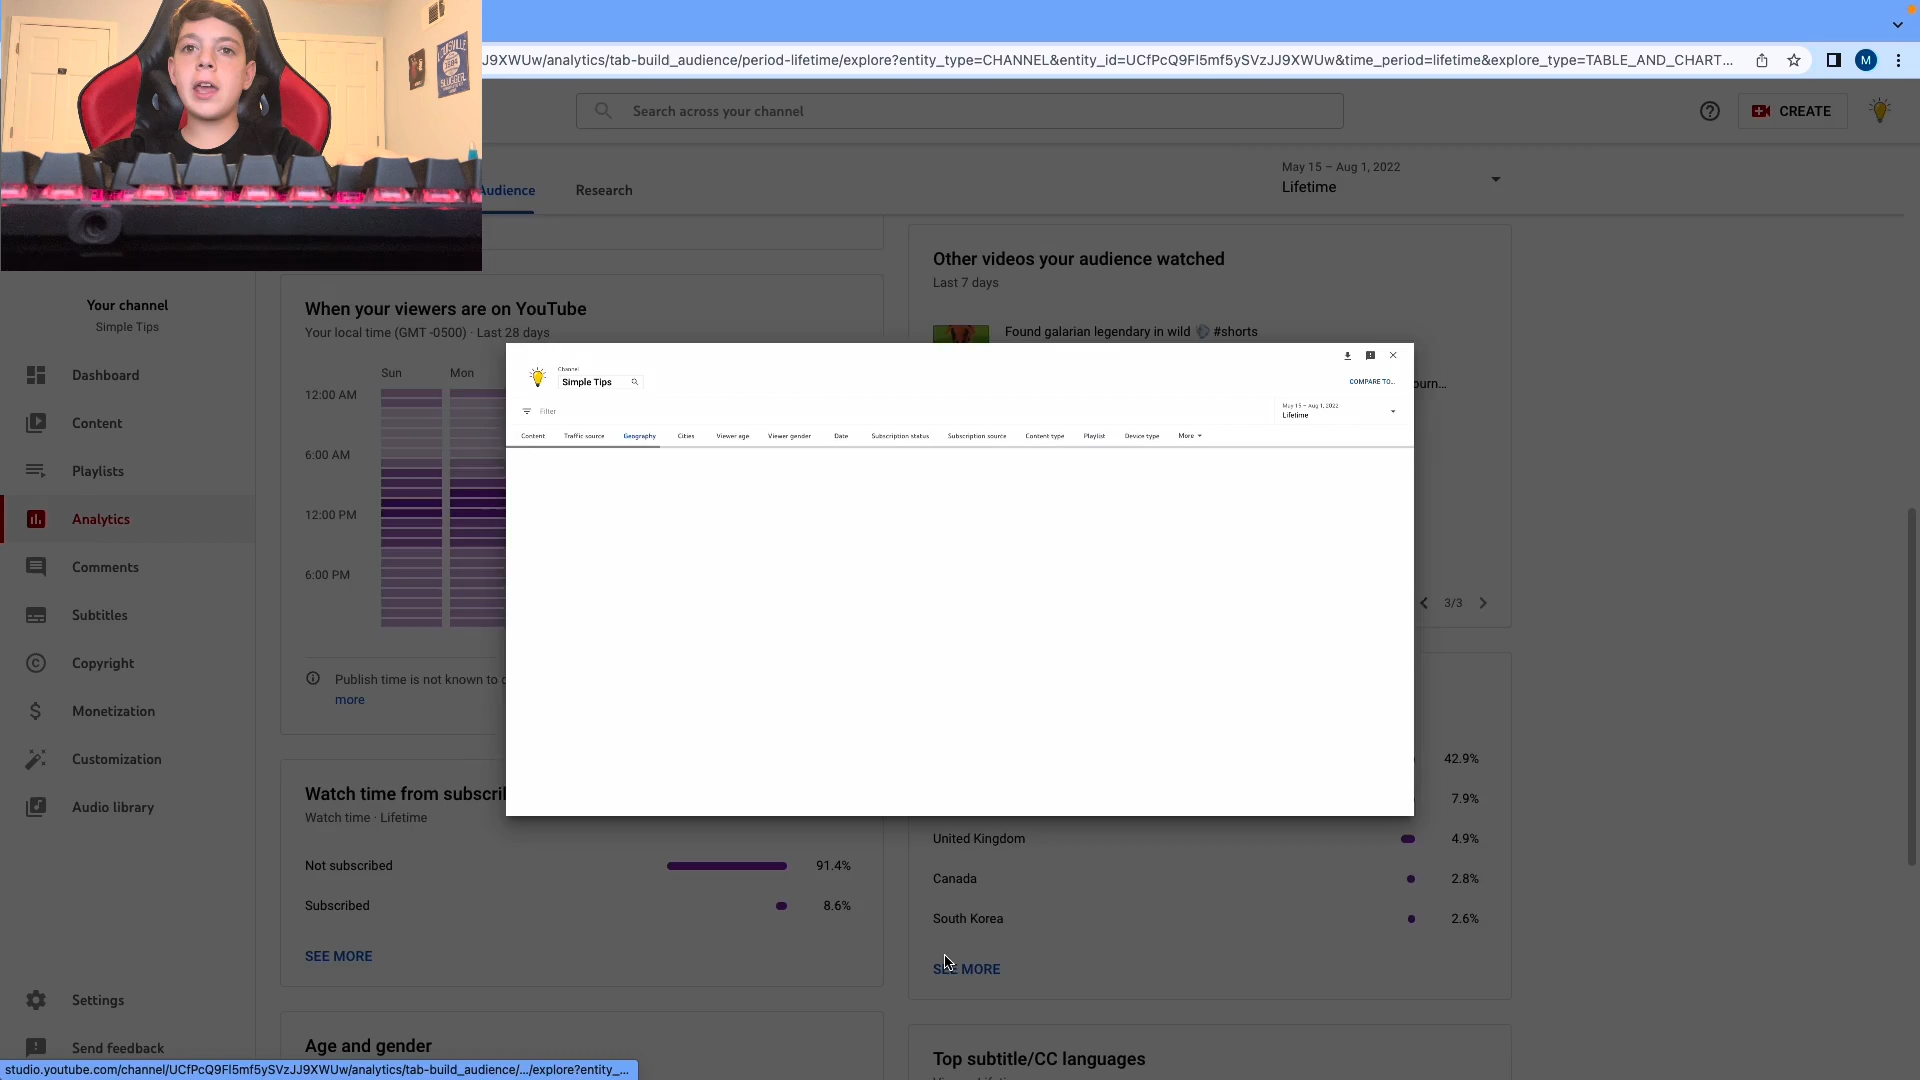 J9XWUw/analytics/tab-build_audience/period-lifetime/explore?entity_type=CHANNEL&entity_id=UCfPcQ9Fl5mf5ySVzJJ9XWUw&time_period=lifetime&explore_type=TABLE_AND_CHART...
M
Search across your channel
CREATE
LOUISVILLE
SLUGGER
Audience
Research
May 15 – Aug 1, 2022
Lifetime
Your channel
Simple Tips
Dashboard
Content
Playlists
Analytics
Comments
Subtitles
Copyright
Monetization
Customization
Audio library
Settings
Send feedback
When your viewers are on YouTube
Your local time (GMT -0500) · Last 28 days
Sun
Mon
12:00 AM
6:00 AM
12:00 PM
6:00 PM
Publish time is not known to
more
Other videos your audience watched
Last 7 days
Found galarian legendary in wild #shorts
ourn...
3/3
Channel
Simple Tips
COMPARE TO...
Filter
May 15 – Aug 1, 2022
Lifetime
Content
Traffic source
Geography
Cities
Viewer age
Viewer gender
Date
Subscription status
Subscription source
Content type
Playlist
Device type
More
Watch time from subscri
Watch time · Lifetime
Not subscribed
91.4%
Subscribed
8.6%
SEE MORE
42.9%
7.9%
United Kingdom
4.9%
Canada
2.8%
South Korea
2.6%
SEE MORE
Age and gender
Top subtitle/CC languages
studio.youtube.com/channel/UCfPcQ9Fl5mf5ySVzJJ9XWUw/analytics/tab-build_audience/.../explore?entity_...